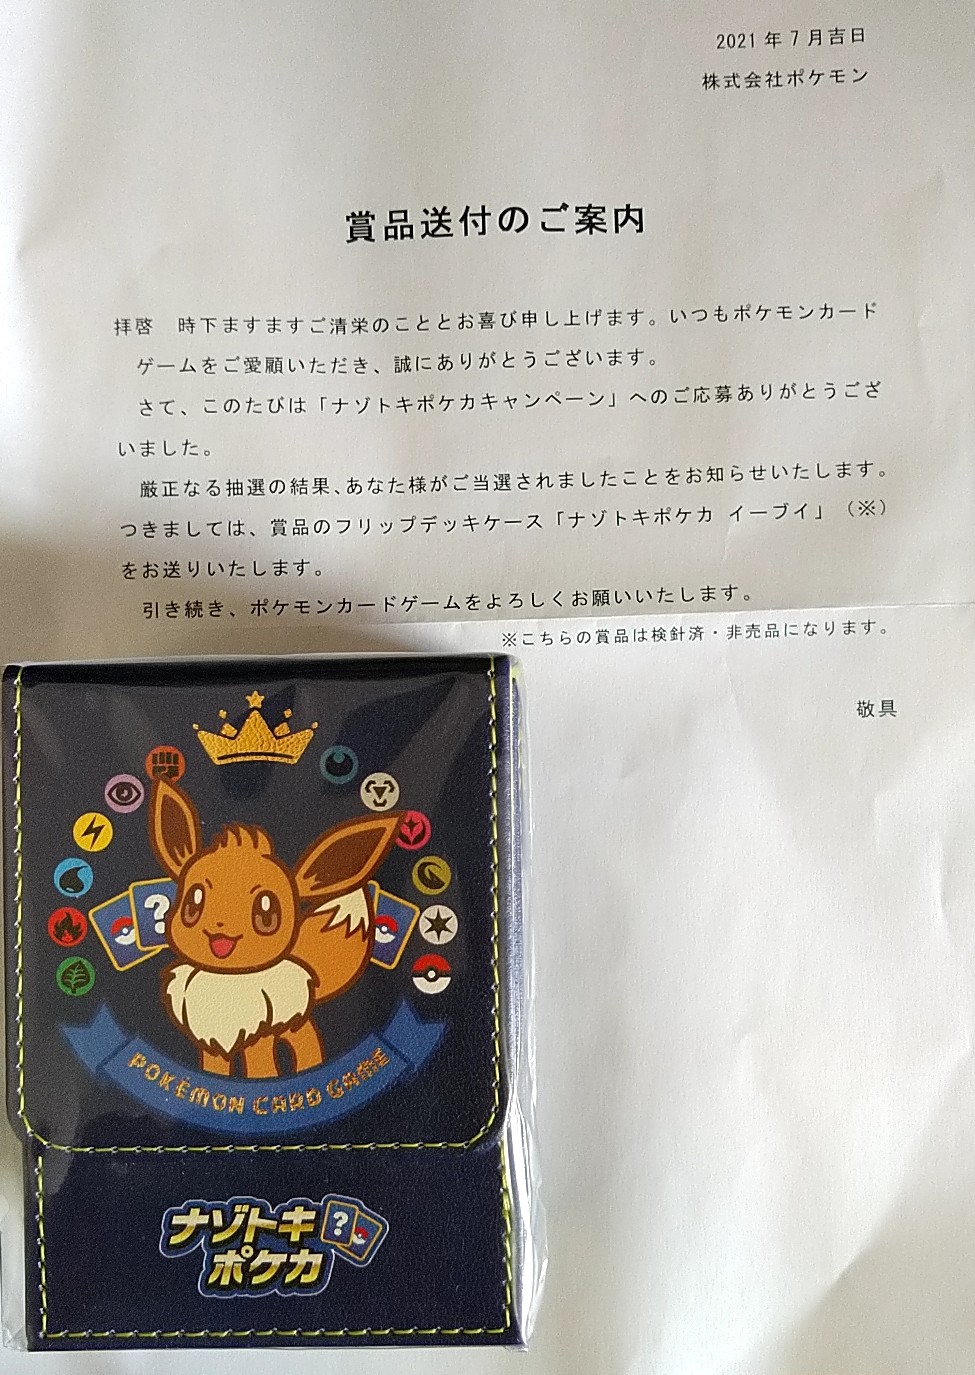 2021年7月吉日
株式会社ポケモン
賞品送付のご案内
拝啓　時下ますますご清栄のこととお喜び申し上げます。いつもポケモンカード
ゲームをご愛顧いただき、誠にありがとうございます。
さて、このたびは「ナゾトキポケカキャンペーン」へのご応募ありがとうござ
いました。
厳正なる抽選の結果、あなた様がご当選されましたことをお知らせいたします。
つきましては、賞品のフリップデッキケース「ナゾトキポケカ イーブイ」（※）
をお送りいたします。
引き続き、ポケモンカードゲームをよろしくお願いいたします。
※こちらの賞品は検針済・非売品になります。
敬具
?
POKÉMON CARD GAME
ナゾトキ
?
ポケカ